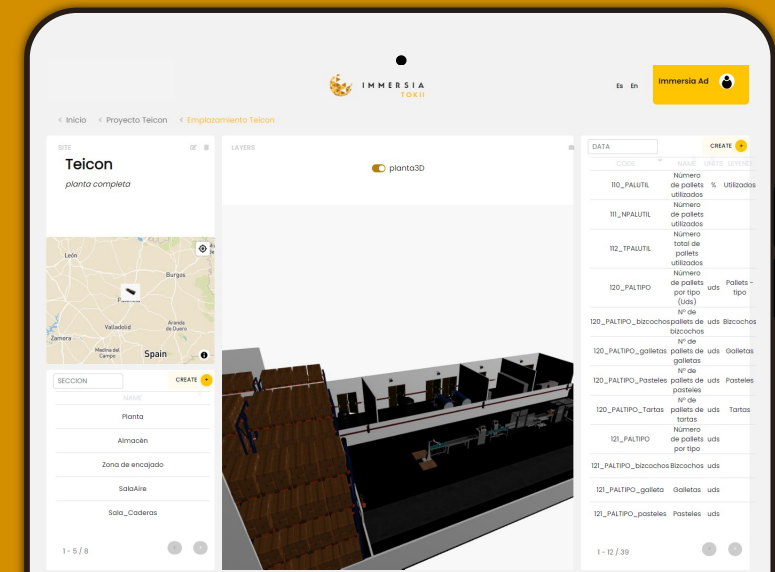 IMMERSIA
TOKII
Es En
Immersia Ad
Inicio
Proyecto Teicon
Emplazamiento Teicon
SITE
Teicon
planta completa
León
Burgos
Valladolid
Aranda
de Duero
Zamora
Medina del
Campo
Spain
SECCION
CREATE +
NAME
Planta
Almacén
Zona de encajado
SalaAire
Sala_Caderas
1 - 5 / 8
LAYERS
planta3D
DATA
CREATE +
CODE NAME UNITS LEYEND
110_PALUTIL Número de pallets utilizados % Utilizados
111_NPALUTIL Número de pallets utilizados
112_TPALUTIL Número total de pallets utilizados
120_PALTIPO Número de pallets por tipo (Uds) uds Pallets - tipo
120_PALTIPO_bizcochos Nº de pallets de bizcochos uds Bizcochos
120_PALTIPO_galletas Nº de pallets de galletas uds Galletas
120_PALTIPO_Pasteles Nº de pallets de pasteles uds Pasteles
120_PALTIPO_Tartas Nº de pallets de tartas uds Tartas
121_PALTIPO Número de pallets por tipo uds
121_PALTIPO_bizcochos Bizcochos uds
121_PALTIPO_galleta Galletas uds
121_PALTIPO_pasteles Pasteles uds
1 - 12 / 39